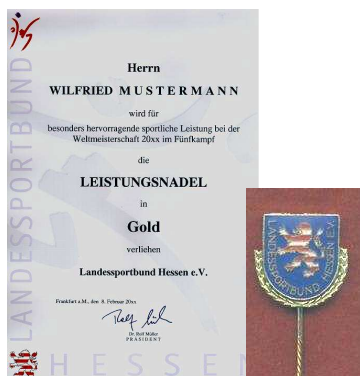 Herrn
WILFRIED MUSTERMANN
wird für
besonders hervorragende sportliche Leistung bei der
Weltmeisterschaft 20xx im Fünfkampf
die
LEISTUNGSNADEL
in
Gold
verliehen
Landessportbund Hessen e.V.
Frankfurt a.M., den 8. Februar 20xx
Dr. Rolf Müller
PRÄSIDENT
LANDESSPORTBUND
HESSEN
LANDESSPORTBUND HESSEN E.V.